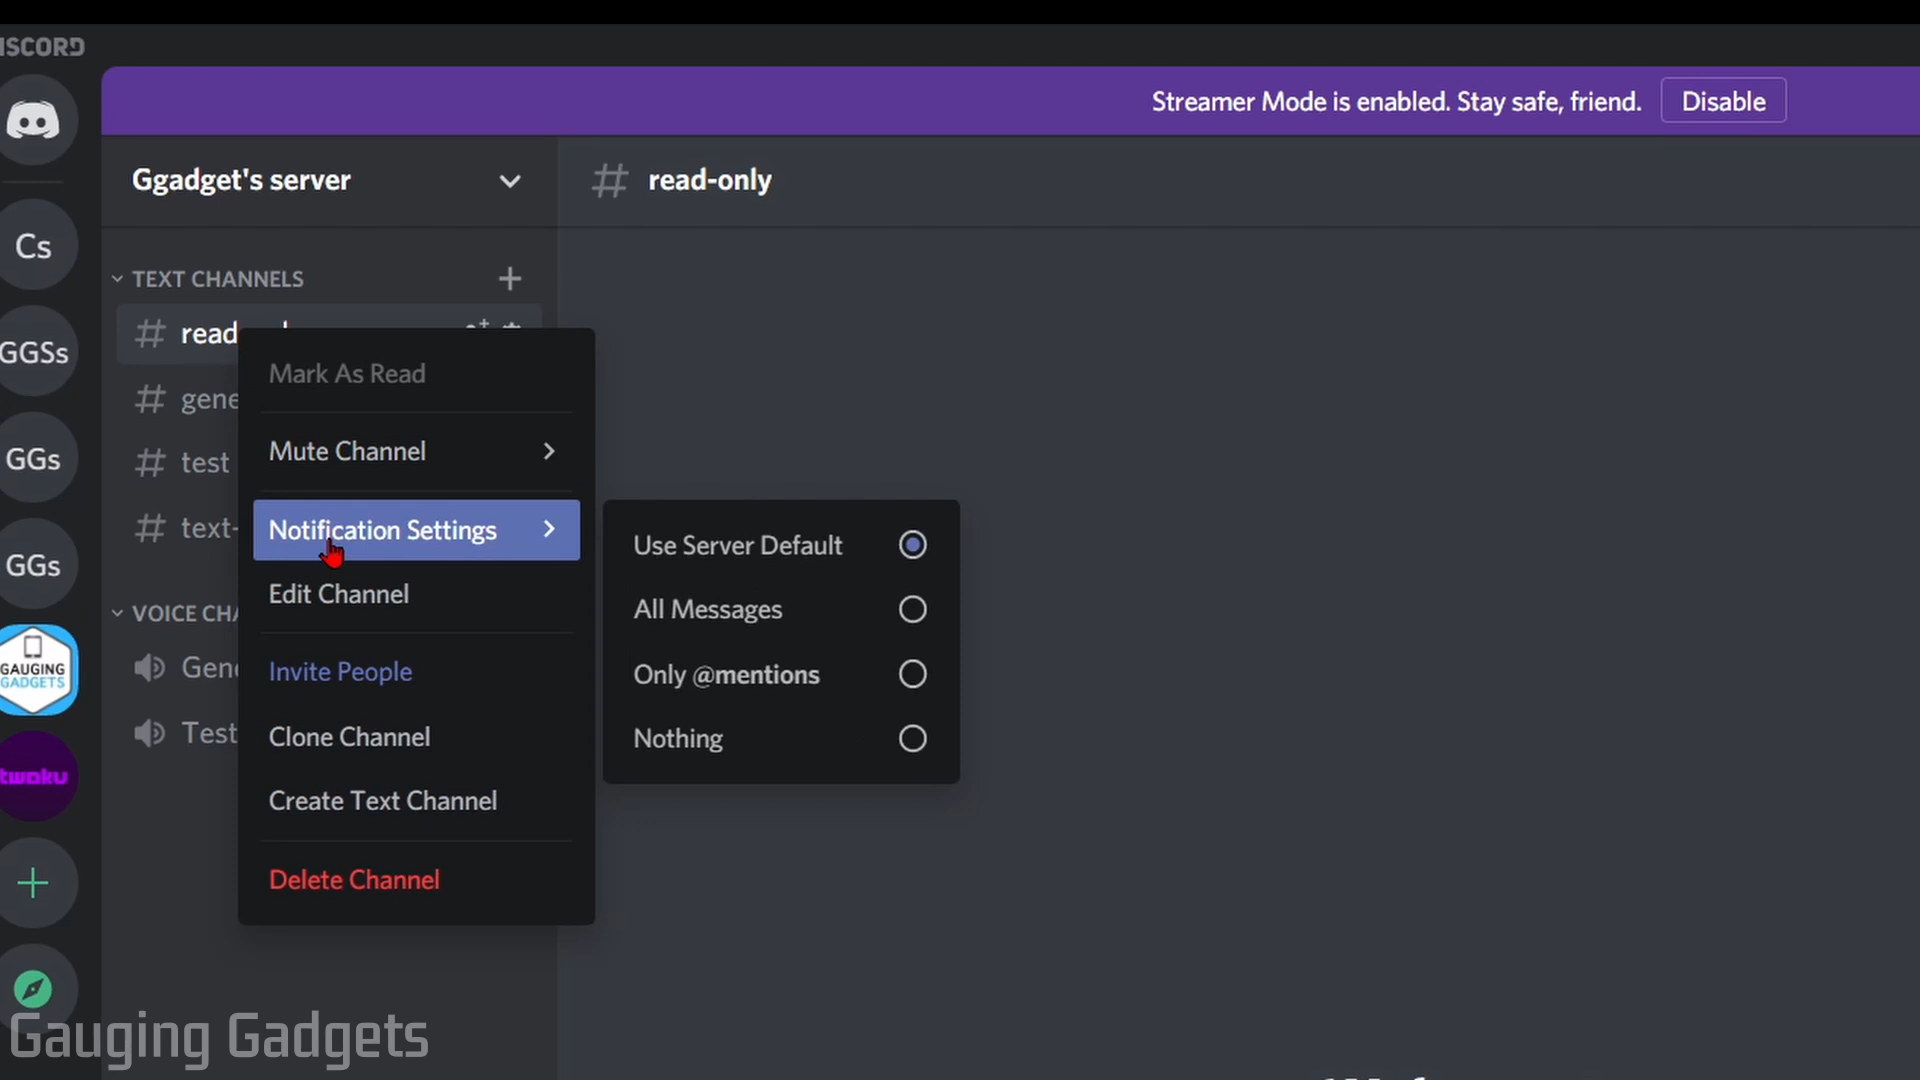 ISCORD
Streamer Mode is enabled. Stay safe, friend.
Disable
Ggadget's server
read-only
Cs
TEXT CHANNELS
read
GGSs
Mark As Read
gene
Mute Channel
GGs
test
Notification Settings
text-
Use Server Default
GGs
Edit Channel
All Messages
VOICE CHA
GAUGING
GADGETS
Gene
Invite People
Only @mentions
Test
Clone Channel
Nothing
twaku
Create Text Channel
Delete Channel
Gauging Gadgets